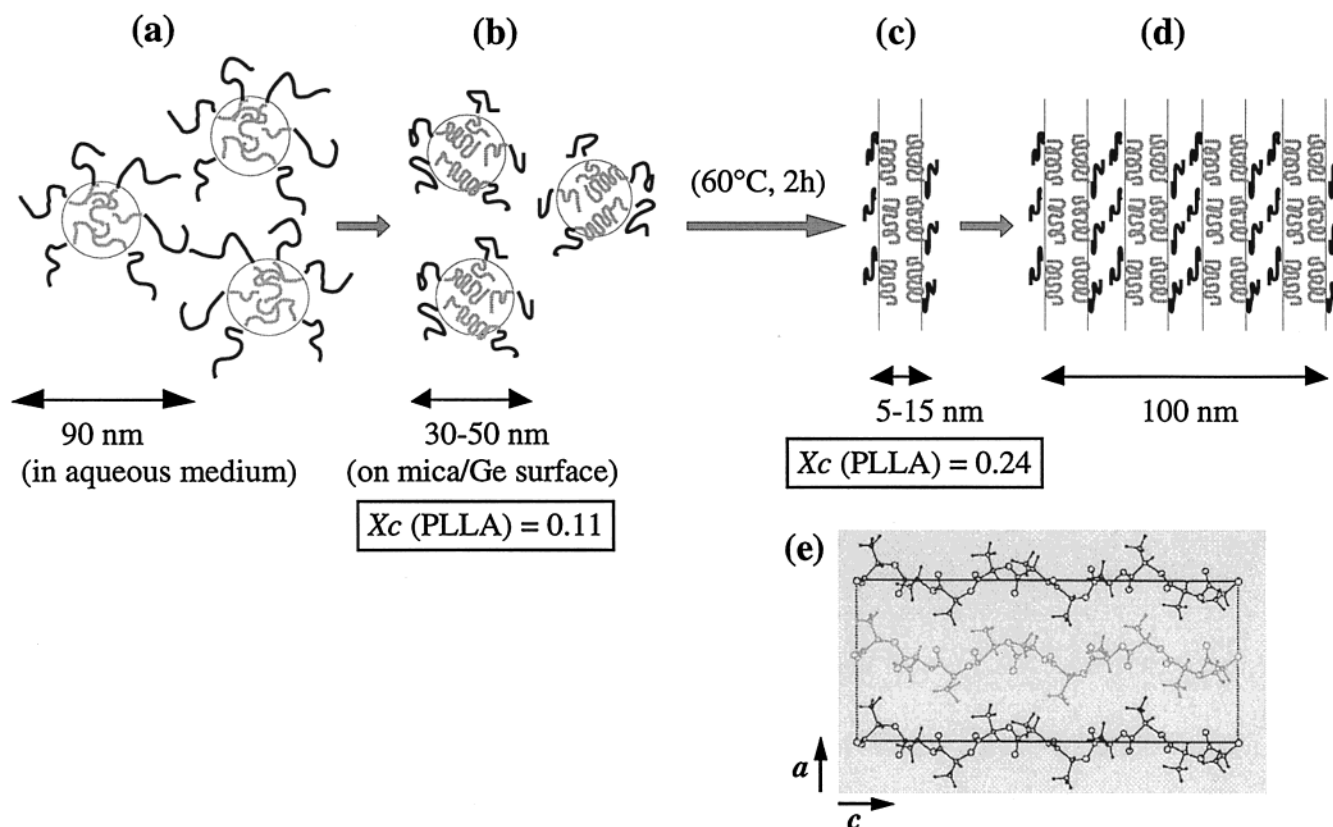 (a)
(b)
(c)
(d)
(60°C, 2h)
90 nm
(in aqueous medium)
30-50 nm
(on mica/Ge surface)
Xc (PLLA) = 0.11
5-15 nm
100 nm
Xc (PLLA) = 0.24
(e)
a
c